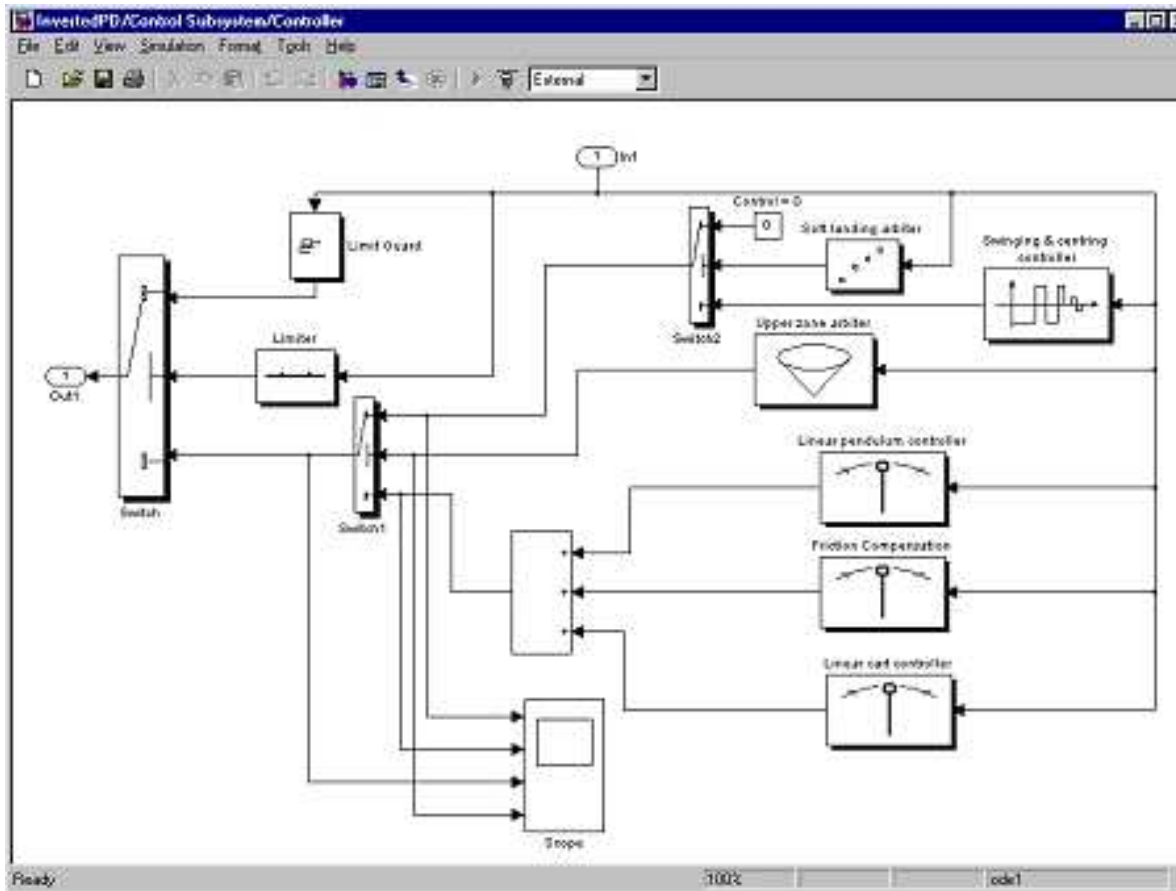 InvertedPD/Control Subsystem/Controller
File Edit View Simulation Format Tools Help
External
1
In1
Control = 0
0
Soft landing arbiter
Swinging & centring
controller
Limit Guard
Switch2
Upper zone arbiter
Limiter
1
Out1
Linear pendulum controller
Switch
Switch1
Friction Compensation
Linear cart controller
Scope
Ready
100%
ode1